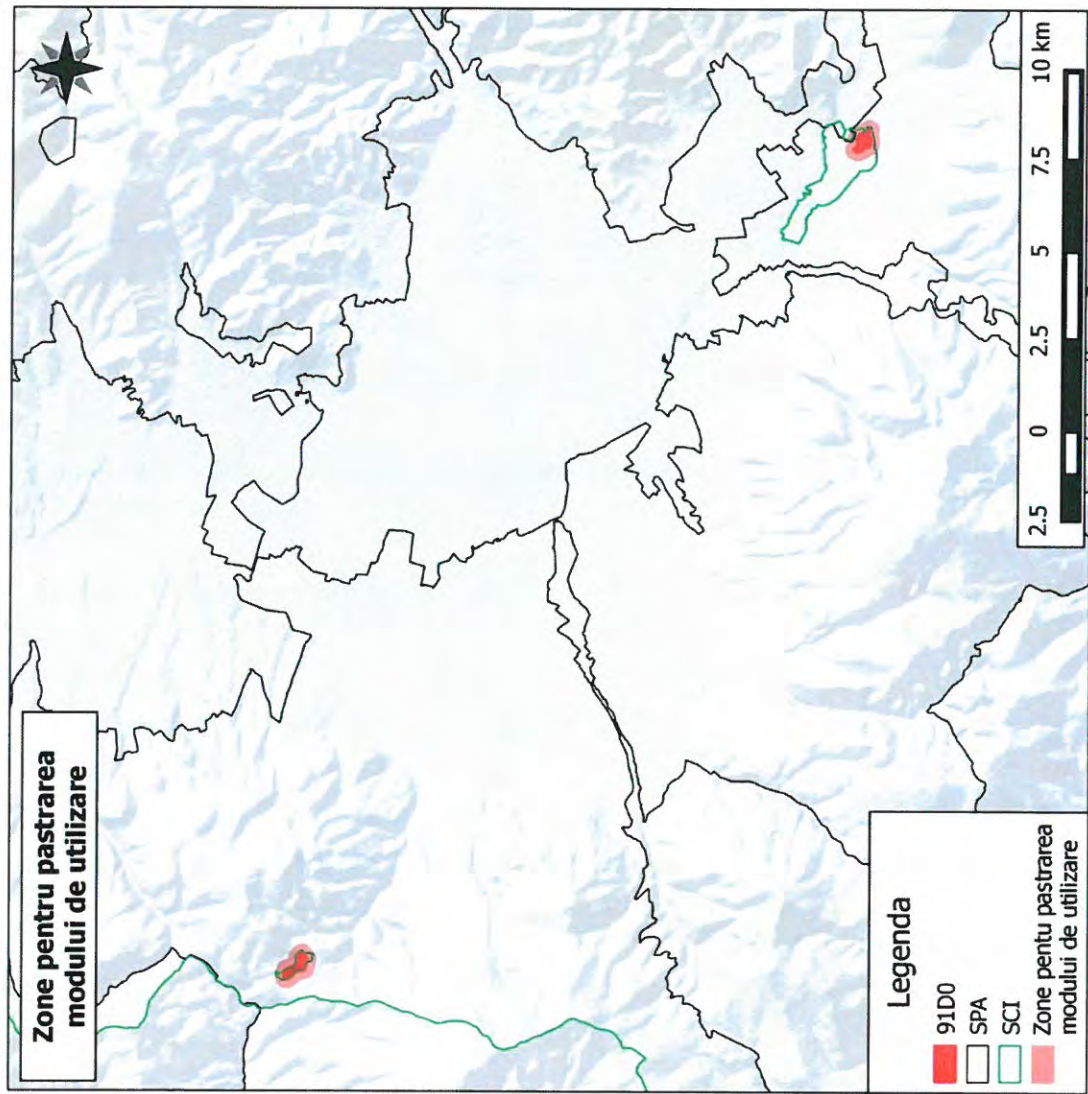 Zone pentru pastrarea
modului de utilizare
Legenda
91D0
SPA
SCI
Zone pentu pastrarea
modului de utilizare
2.5 0 2.5 5 7.5 10 km